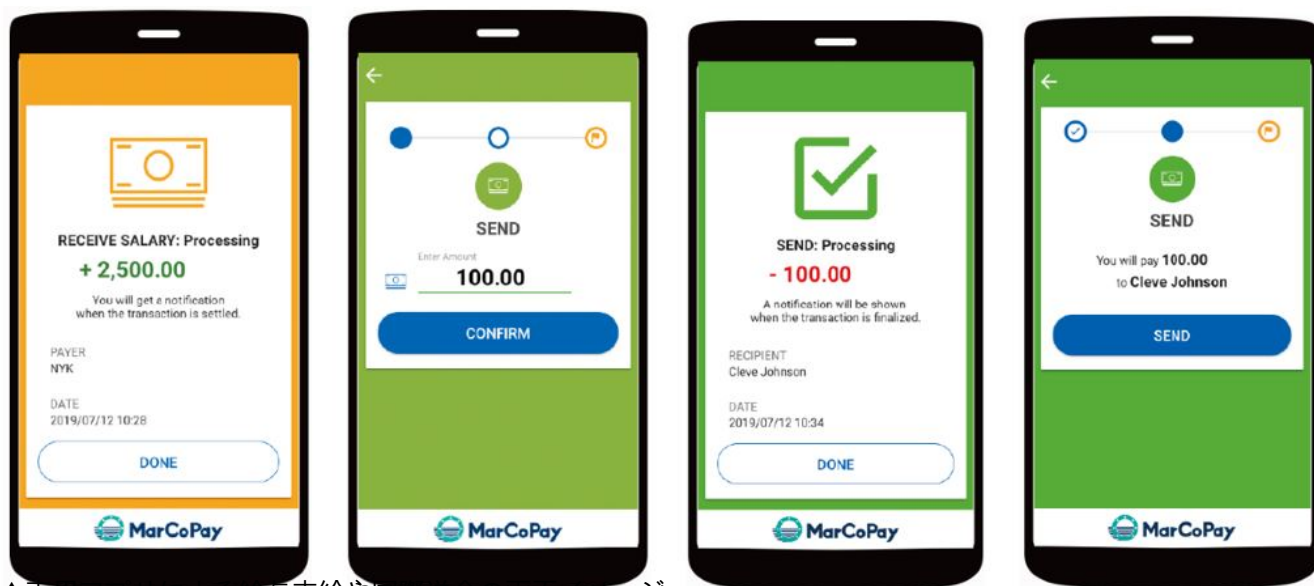 RECEIVE SALARY: Processing
+ 2,500.00
You will get a notification
when the transaction is settled.
PAYER
NYK
DATE
2019/07/12 10:28
DONE
MarCoPay
SEND
Enter Amount
100.00
CONFIRM
MarCoPay
SEND: Processing
- 100.00
A notification will be shown
when the transaction is finalized.
RECIPIENT
Cleve Johnson
DATE
2019/07/12 10:34
DONE
MarCoPay
SEND
You will pay 100.00
to Cleve Johnson
SEND
MarCoPay